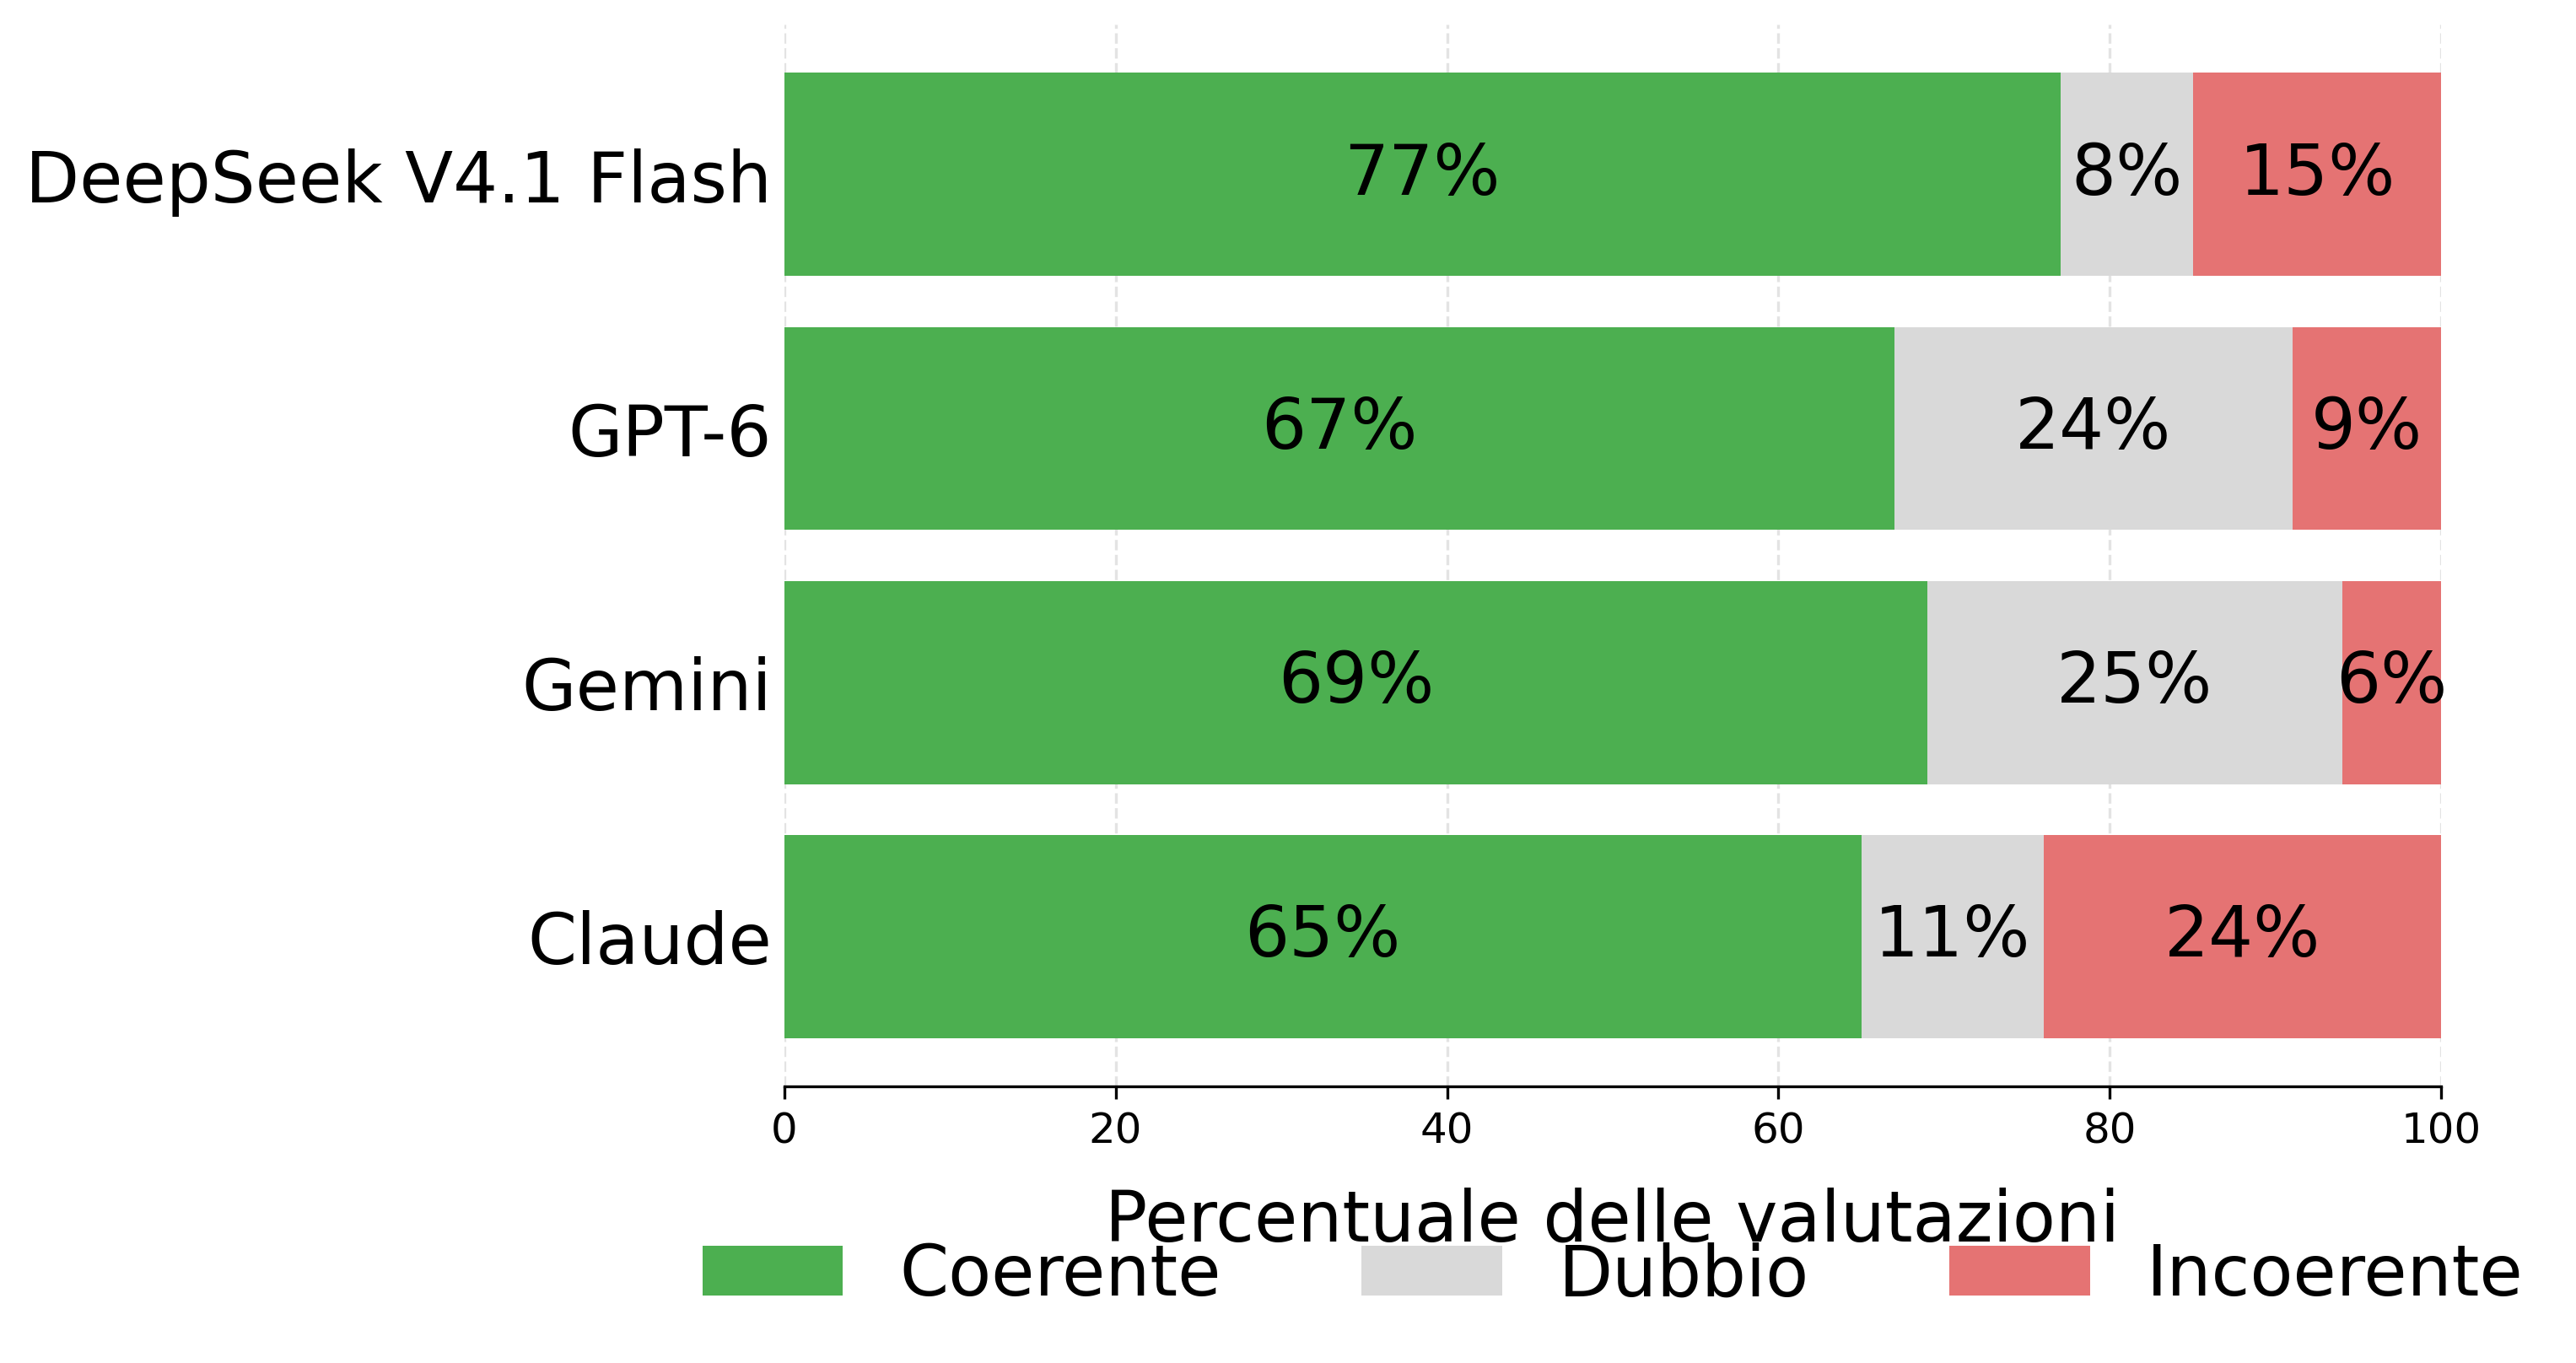 DeepSeek V4.1 Flash 77% 8% 15%
GPT-6 67% 24% 9%
Gemini 69% 25% 6%
Claude 65% 11% 24%
0 20 40 60 80 100
Percentuale delle valutazioni
Coerente Dubbio Incoerente